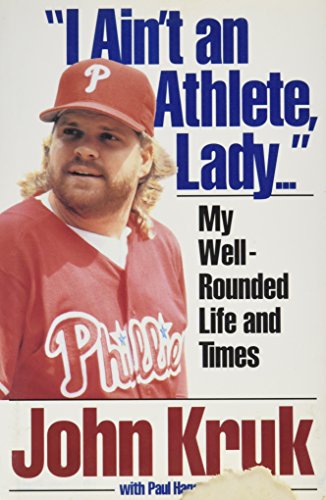 "I Ain't an
Athlete,
Lady..."
My
Well-
Rounded
Life and
Times
P
Phillies
John Kruk
with Paul